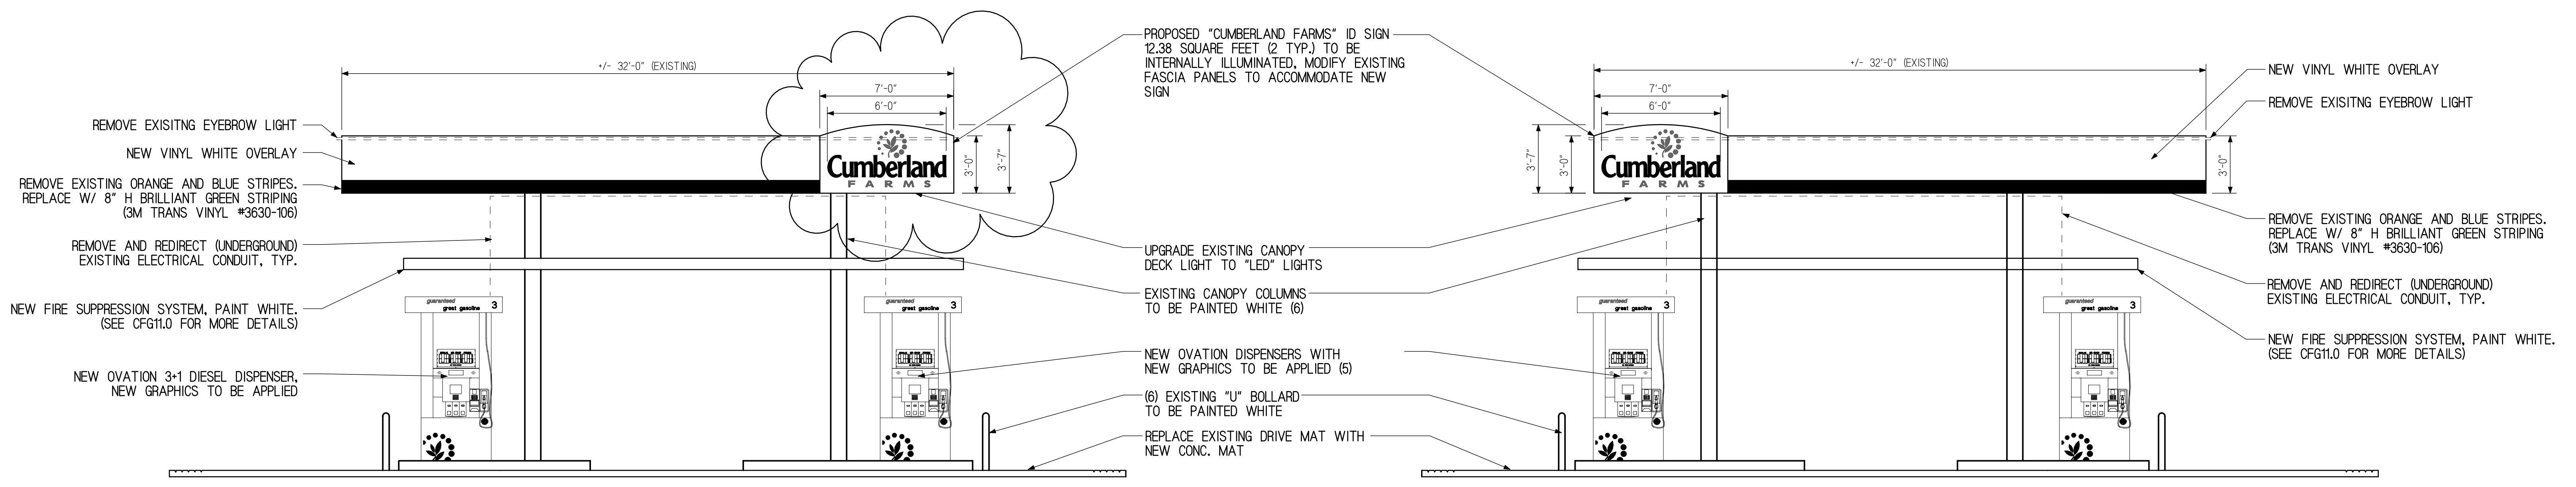 REMOVE EXISITNG EYEBROW LIGHT
NEW VINYL WHITE OVERLAY
REMOVE EXISTING ORANGE AND BLUE STRIPES.
REPLACE W/ 8" H BRILLIANT GREEN STRIPING
(3M TRANS VINYL #3630-106)
REMOVE AND REDIRECT (UNDERGROUND)
EXISTING ELECTRICAL CONDUIT, TYP.
NEW FIRE SUPPRESSION SYSTEM, PAINT WHITE.
(SEE CFG11.0 FOR MORE DETAILS)
NEW OVATION 3+1 DIESEL DISPENSER,
NEW GRAPHICS TO BE APPLIED
+/- 32'-0" (EXISTING)
7'-0"
6'-0"
3'-0"
3'-7"
Cumberland
FARMS
guaranteed
great gasoline
3
guaranteed
great gasoline
3
PROPOSED "CUMBERLAND FARMS" ID SIGN
12.38 SQUARE FEET (2 TYP.) TO BE
INTERNALLY ILLUMINATED, MODIFY EXISTING
FASCIA PANELS TO ACCOMMODATE NEW
SIGN
UPGRADE EXISTING CANOPY
DECK LIGHT TO "LED" LIGHTS
EXISTING CANOPY COLUMNS
TO BE PAINTED WHITE (6)
NEW OVATION DISPENSERS WITH
NEW GRAPHICS TO BE APPLIED (5)
(6) EXISTING "U" BOLLARD
TO BE PAINTED WHITE
REPLACE EXISTING DRIVE MAT WITH
NEW CONC. MAT
+/- 32'-0" (EXISTING)
7'-0"
6'-0"
3'-7"
3'-0"
Cumberland
FARMS
3'-0"
guaranteed
great gasoline
3
guaranteed
great gasoline
3
NEW VINYL WHITE OVERLAY
REMOVE EXISITNG EYEBROW LIGHT
REMOVE EXISTING ORANGE AND BLUE STRIPES.
REPLACE W/ 8" H BRILLIANT GREEN STRIPING
(3M TRANS VINYL #3630-106)
REMOVE AND REDIRECT (UNDERGROUND)
EXISTING ELECTRICAL CONDUIT, TYP.
NEW FIRE SUPPRESSION SYSTEM, PAINT WHITE.
(SEE CFG11.0 FOR MORE DETAILS)